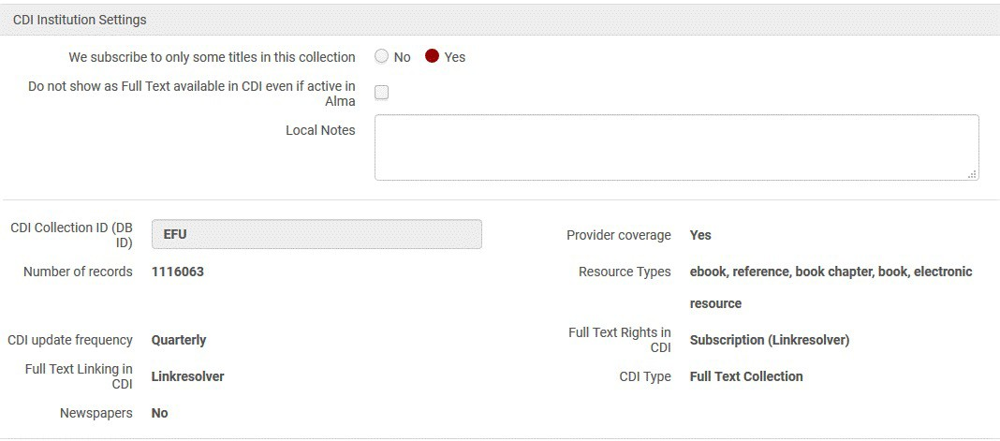 CDI Institution Settings
We subscribe to only some titles in this collection No Yes
Do not show as Full Text available in CDI even if active in
Alma
Local Notes
CDI Collection ID (DB
ID) EFU
Provider coverage Yes
Number of records 1116063
Resource Types ebook, reference, book chapter, book, electronic
resource
CDI update frequency Quarterly
Full Text Rights in
CDI Subscription (Linkresolver)
Full Text Linking in
CDI Linkresolver
CDI Type Full Text Collection
Newspapers No